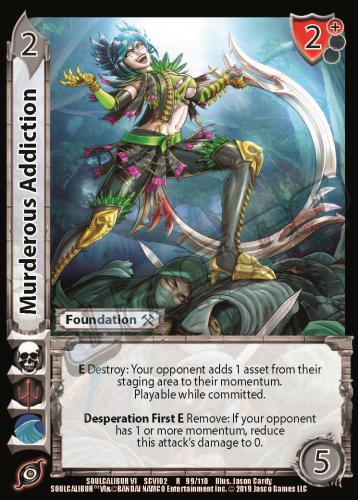 2
2
+
Murderous Addiction
Foundation
E Destroy: Your opponent adds 1 asset from their
staging area to their momentum.
Playable while committed.
Desperation First E Remove: If your opponent
has 1 or more momentum, reduce
this attack's damage to 0.
5
SOULCALIBUR VI SCVI02 R 99/110 Illus. Jason Cardy
SOULCALIBUR™VI&©BANDAI NAMCO Entertainment Inc. ©2019 Jasco Games LLC